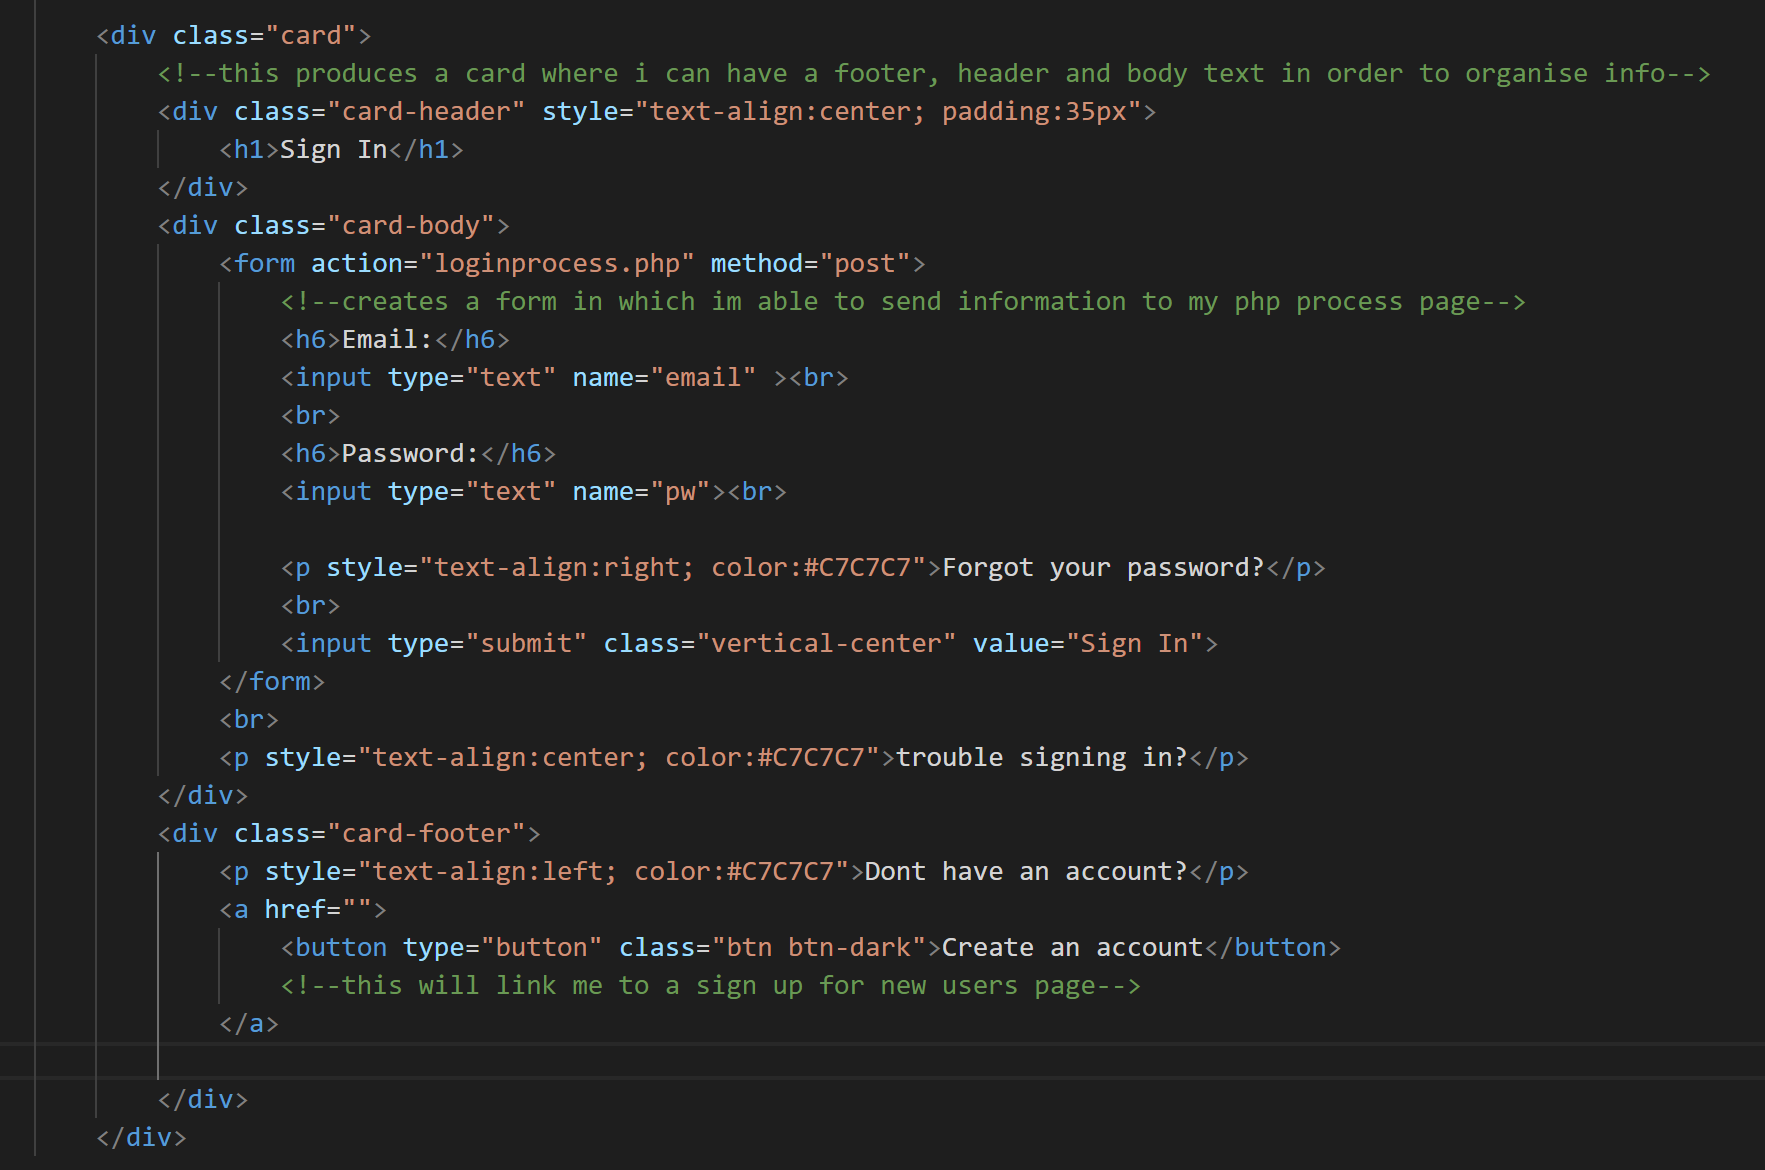 <div class="card">
<!--this produces a card where i can have a footer, header and body text in order to organise info-->
<div class="card-header" style="text-align:center; padding:35px">
<h1>Sign In</h1>
</div>
<div class="card-body">
<form action="loginprocess.php" method="post">
<!--creates a form in which im able to send information to my php process page-->
<h6>Email:</h6>
<input type="text" name="email" ><br>
<br>
<h6>Password:</h6>
<input type="text" name="pw"><br>
<p style="text-align:right; color:#C7C7C7">Forgot your password?</p>
<br>
<input type="submit" class="vertical-center" value="Sign In">
</form>
<br>
<p style="text-align:center; color:#C7C7C7">trouble signing in?</p>
</div>
<div class="card-footer">
<p style="text-align:left; color:#C7C7C7">Dont have an account?</p>
<a href="">
<button type="button" class="btn btn-dark">Create an account</button>
<!--this will link me to a sign up for new users page-->
</a>
</div>
</div>